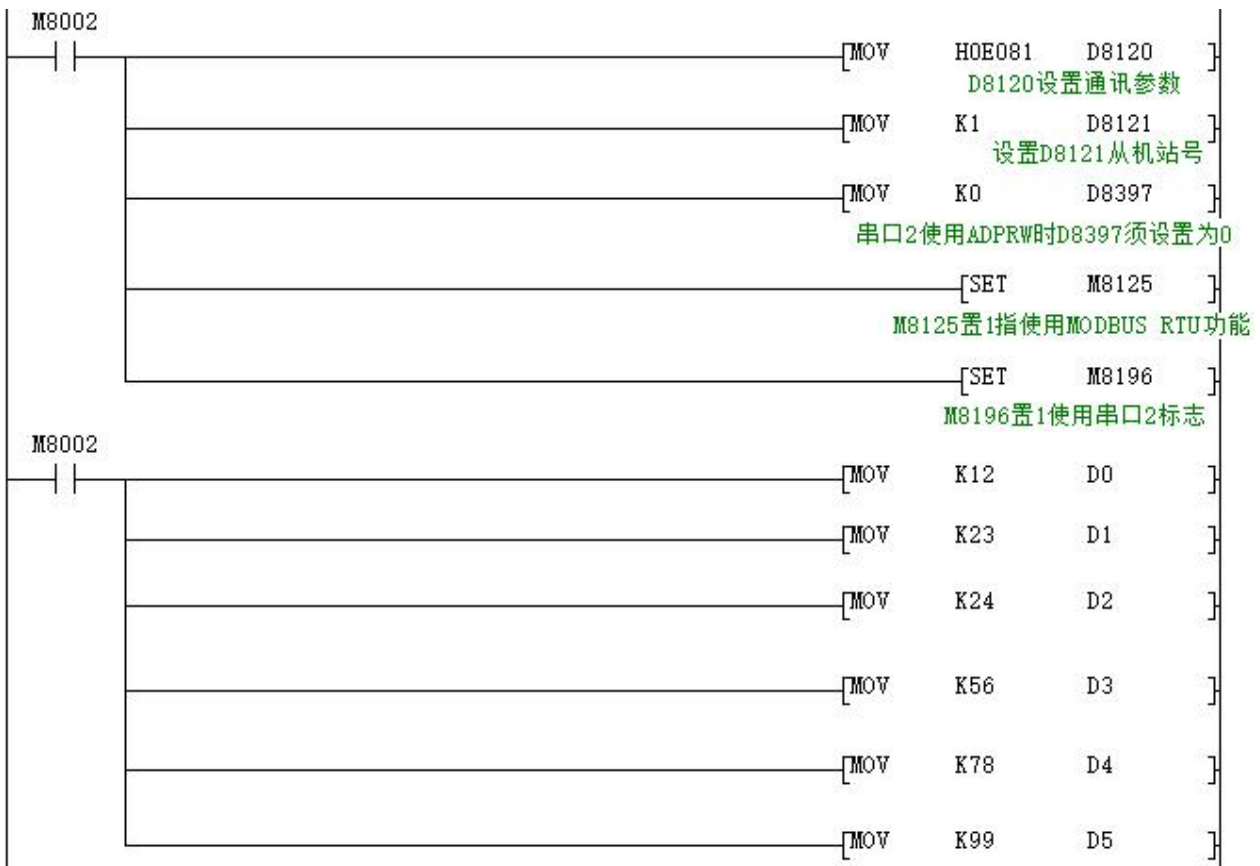 M8002
[MOV H0E081 D8120 ]
D8120设置通讯参数
[MOV K1 D8121 ]
设置D8121从机站号
[MOV K0 D8397 ]
串口2使用ADPRW时D8397须设置为0
[SET M8125 ]
M8125置1指使用MODBUS RTU功能
[SET M8196 ]
M8196置1使用串口2标志
M8002
[MOV K12 D0 ]
[MOV K23 D1 ]
[MOV K24 D2 ]
[MOV K56 D3 ]
[MOV K78 D4 ]
[MOV K99 D5 ]